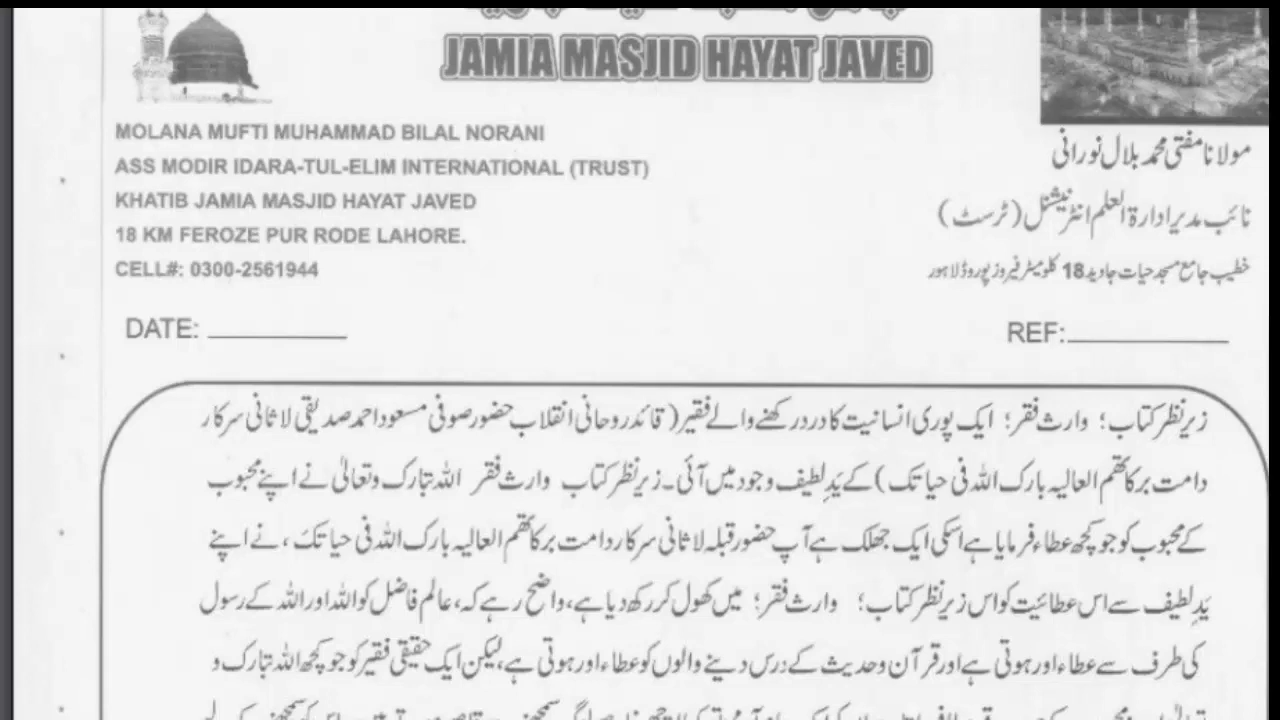 JAMIA MASJID HAYAT JAVED
MOLANA MUFTI MUHAMMAD BILAL NORANI
ASS MODIR IDARA-TUL-ELIM INTERNATIONAL (TRUST)
KHATIB JAMIA MASJID HAYAT JAVED
18 KM FEROZE PUR RODE LAHORE.
CELL#: 0300-2561944
مولانا مفتی محمد بلال نورانی
نائب مدیر ادارۃ العلم انٹرنیشنل (ٹرسٹ)
خطیب جامع مسجد حیات جاوید 18 کلومیٹر فیروز پور روڈ لاہور
DATE:
REF:
زیر نظر کتاب؛ وارث فقر؛ ایک پوری انسانیت کا درد رکھنے والے فقیر (قائد روحانی انقلاب حضور صوفی مسعود احمد صدیقی لاثانی سرکار
دامت برکاتھم العالیہ بارک اللہ فی حیاتک) کے یَدِ لطیف وجود میں آئی۔ زیر نظر کتاب وارث فقر اللہ تبارک وتعالیٰ نے اپنے محبوب
کے محبوب کو جو کچھ عطاء فرمایا ہے اسکی ایک جھلک ہے آپ حضور قبلہ لاثانی سرکار دامت برکاتھم العالیہ بارک اللہ فی حیاتک، نے اپنے
یَدِ لطیف سے اس عطائیت کو اس زیر نظر کتاب؛ وارث فقر؛ میں کھول کر رکھ دیا ہے، واضح رہے کہ، عالم فاضل کو اللہ اور اللہ کے رسول
کی طرف سے عطاء اور ہوتی ہے اور قرآن وحدیث کے درس دینے والوں کو عطاء اور ہوتی ہے، لیکن ایک حقیقی فقیر کو جو کچھ اللہ تبارک و